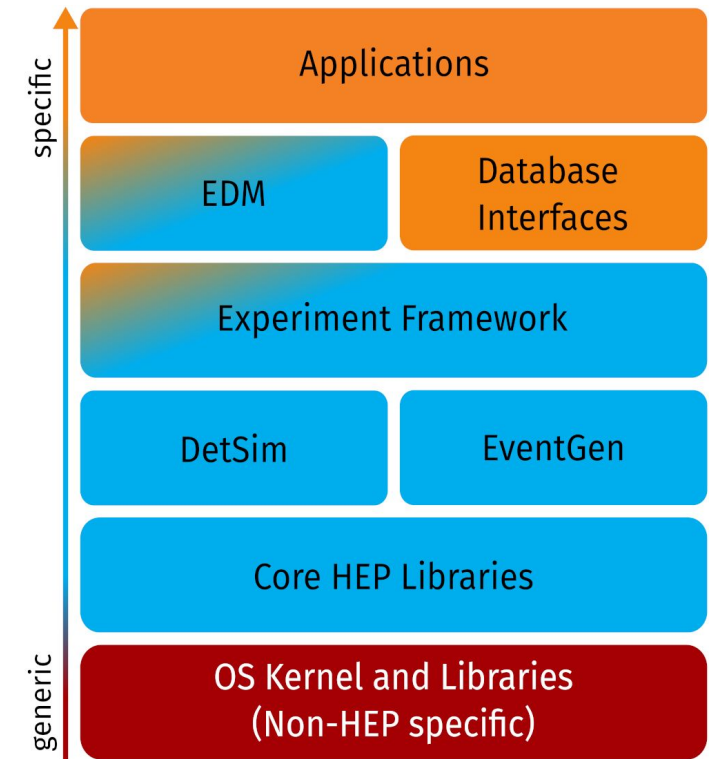 specific
Applications
EDM
Database
Interfaces
Experiment Framework
DetSim
EventGen
Core HEP Libraries
generic
OS Kernel and Libraries
(Non-HEP specific)